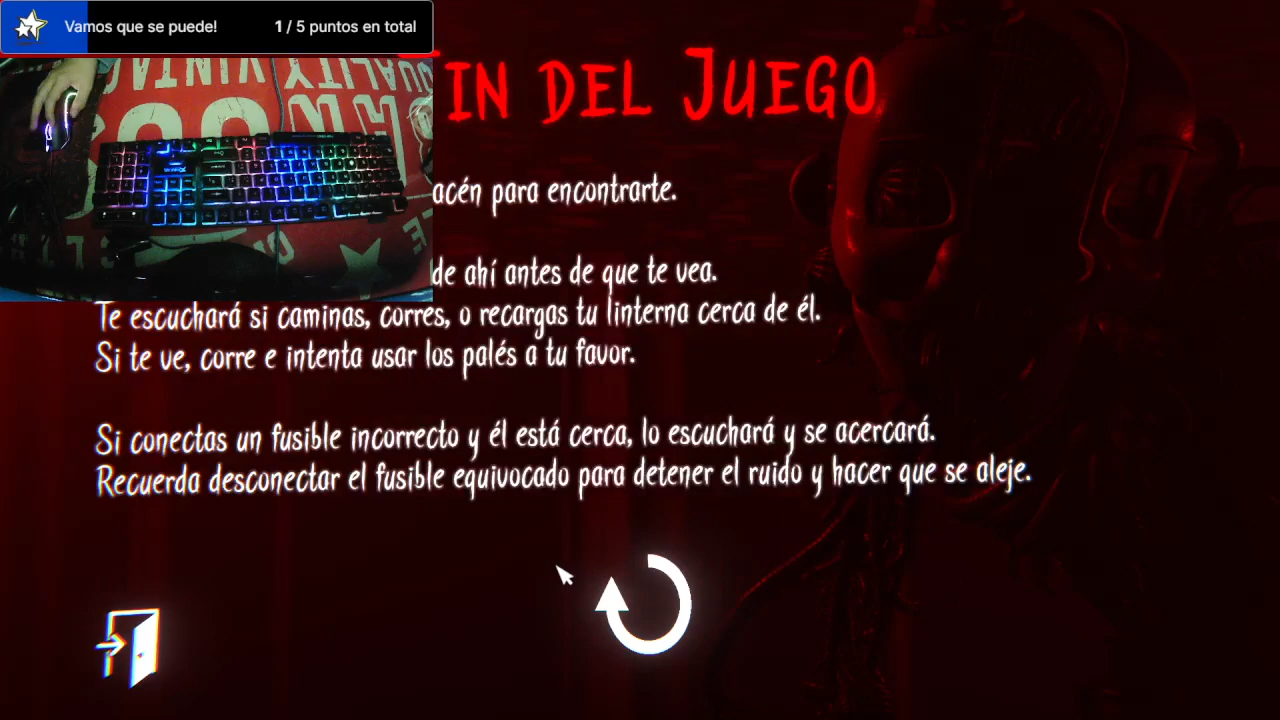 Vamos que se puede!
1 / 5 puntos en total
IN DEL JUEGO
para encontrarte.
de ahí antes de que te vea.
Te escuchará si caminas, corres, o recargas tu linterna cerca de él.
Si te ve, corre e intenta usar los palés a tu favor.
Si conectas un fusible incorrecto y él está cerca, lo escuchará y se acercará.
Recuerda desconectar el fusible equivocado para detener el ruido y hacer que se aleje.
QUALITY VINTAG
QUALITY